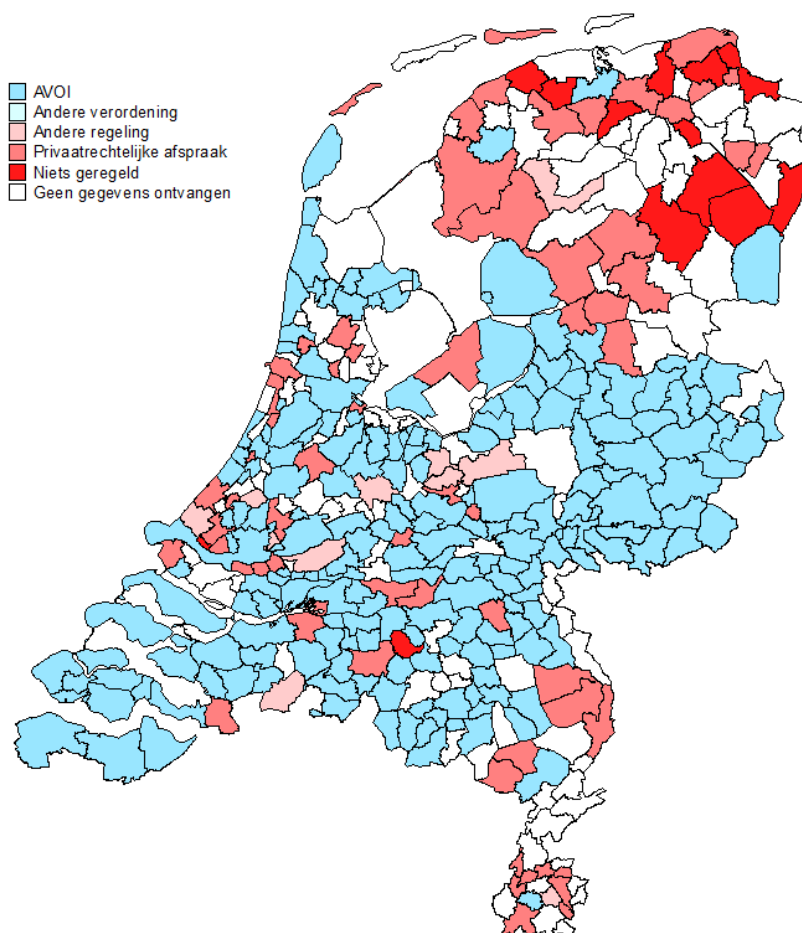 AVOI
Andere verordening
Andere regeling
Privaatrechtelijke afspraak
Niets geregeld
Geen gegevens ontvangen